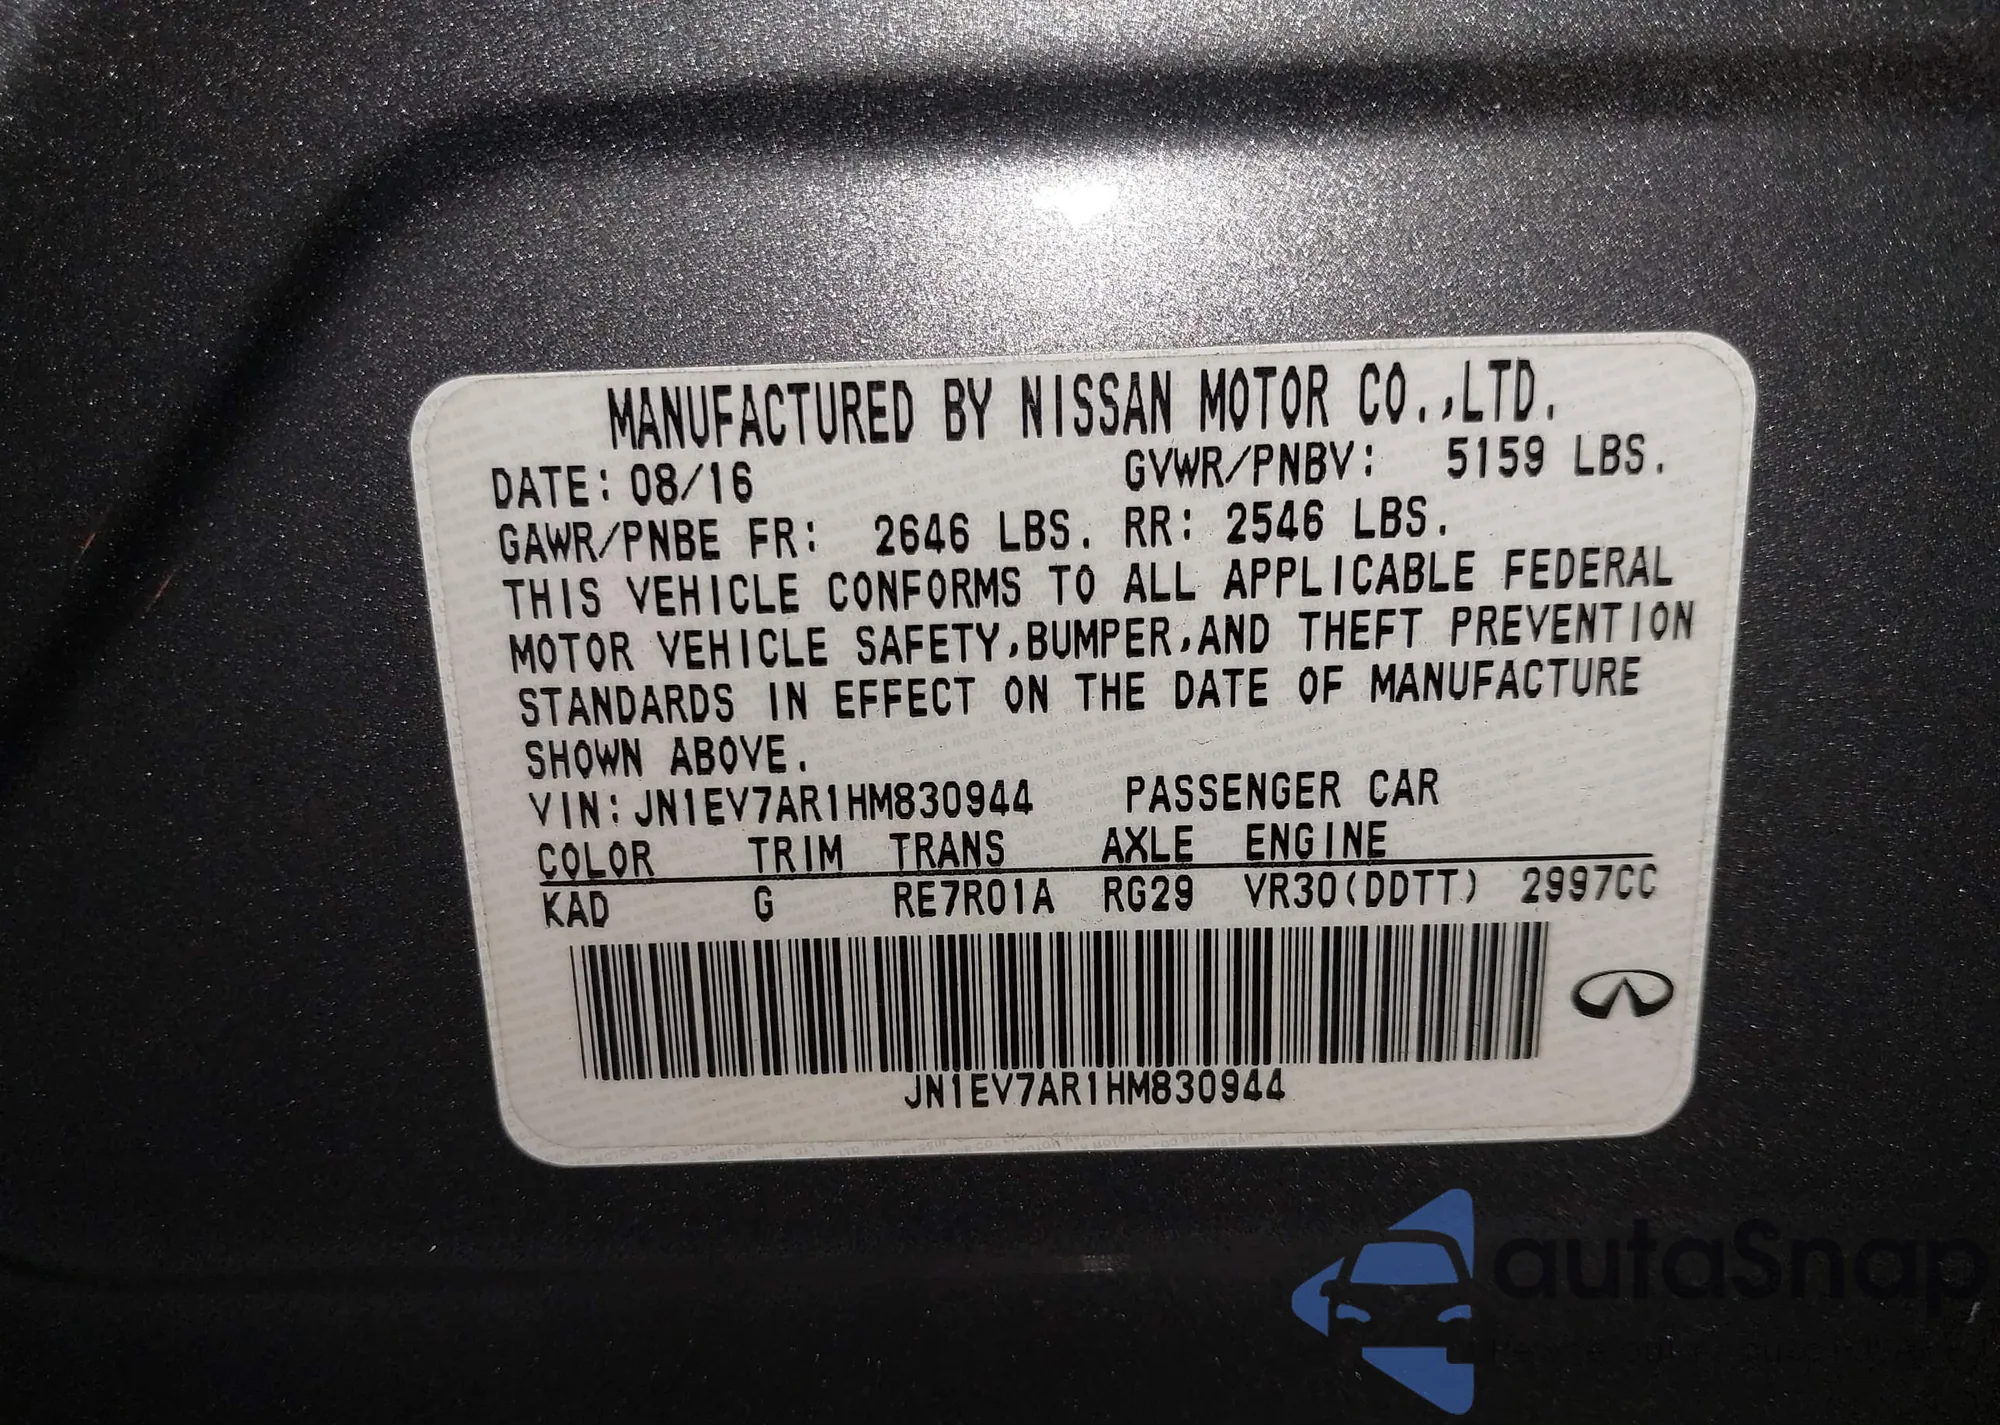 MANUFACTURED BY NISSAN MOTOR CO.,LTD.
DATE: 08/16 GVWR/PNBV: 5159 LBS.
GAWR/PNBE FR: 2646 LBS. RR: 2546 LBS.
THIS VEHICLE CONFORMS TO ALL APPLICABLE FEDERAL
MOTOR VEHICLE SAFETY,BUMPER,AND THEFT PREVENTION
STANDARDS IN EFFECT ON THE DATE OF MANUFACTURE
SHOWN ABOVE.
VIN: JN1EV7AR1HM830944 PASSENGER CAR
COLOR TRIM TRANS AXLE ENGINE
KAD G RE7R01A RG29 VR30(DDTT) 2997CC
JN1EV7AR1HM830944
autaSnap